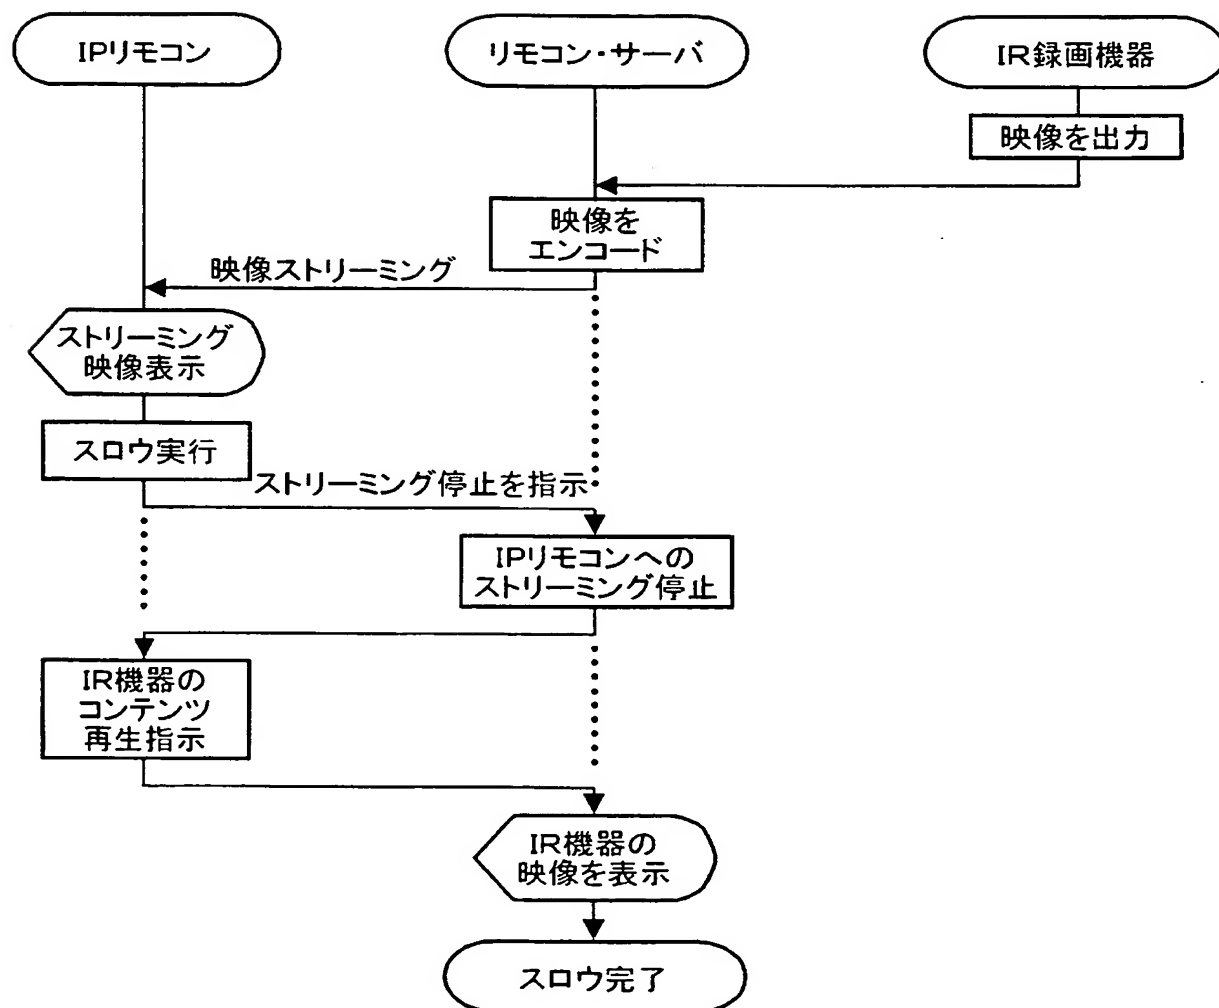 IPリモコン
リモコン・サーバ
IR録画機器
映像を出力
映像を
エンコード
映像ストリーミング
ストリーミング
映像表示
スロウ実行
ストリーミング停止を指示
IPリモコンへの
ストリーミング停止
IR機器の
コンテンツ
再生指示
IR機器の
映像を表示
スロウ完了